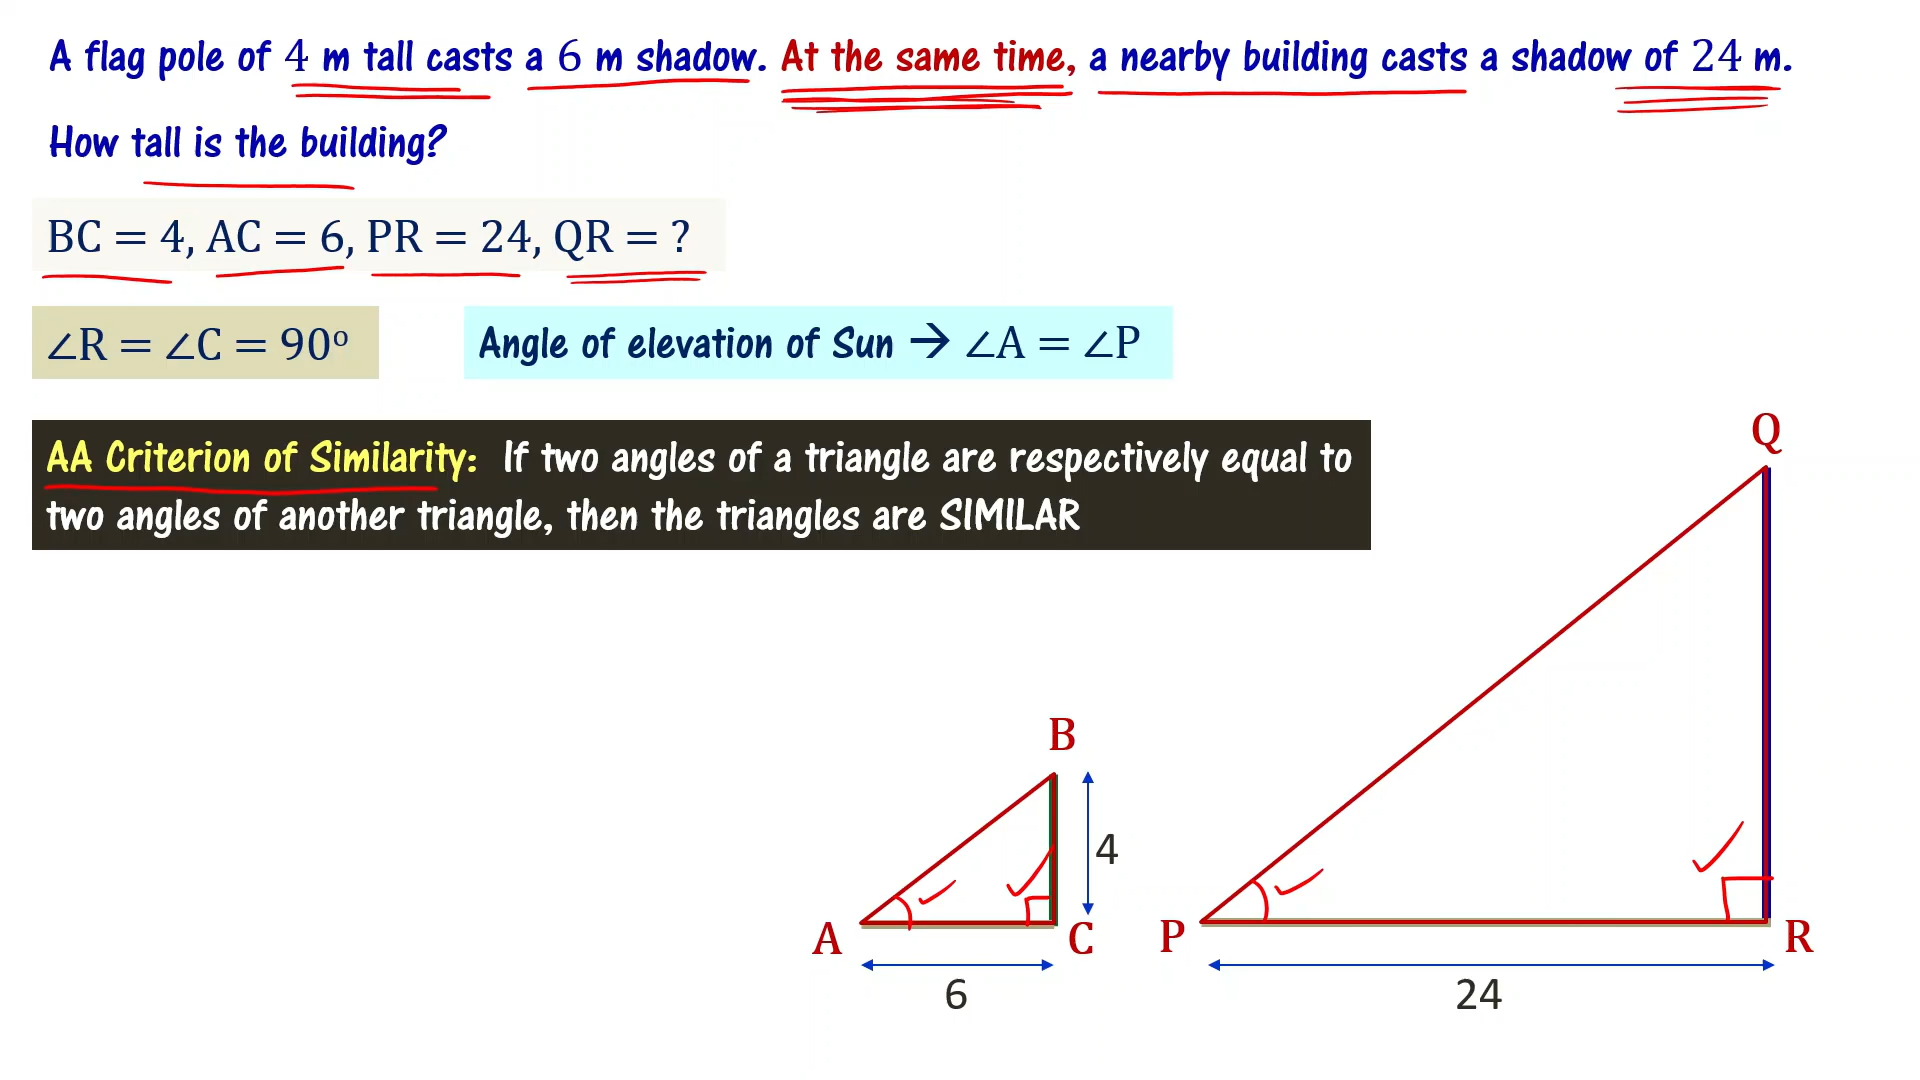 A flag pole of 4 m tall casts a 6 m shadow. At the same time, a nearby building casts a shadow of 24 m.
How tall is the building?
BC = 4, AC = 6, PR = 24, QR = ?
∠R = ∠C = 90°
Angle of elevation of Sun → ∠A = ∠P
AA Criterion of Similarity: If two angles of a triangle are respectively equal to
two angles of another triangle, then the triangles are SIMILAR
Q
B
4
A
C
P
R
6
24